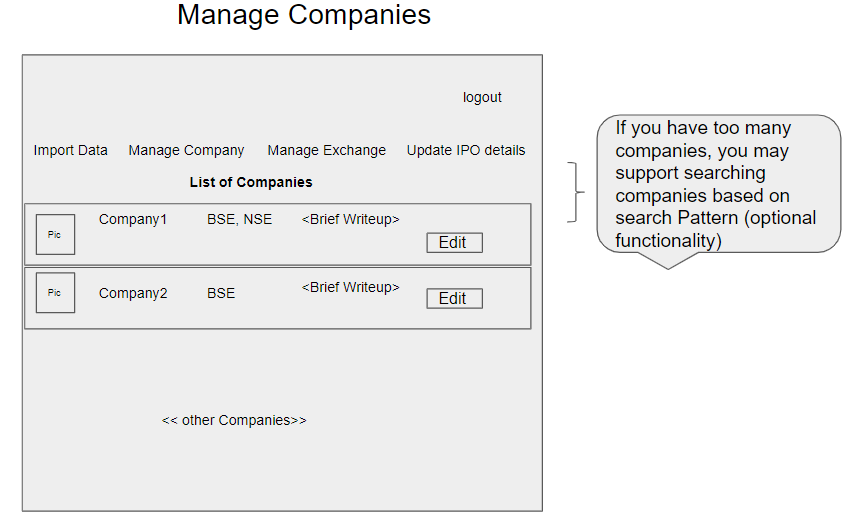 Manage Companies
logout
Import Data Manage Company Manage Exchange Update IPO details
List of Companies
Pic Company1 BSE, NSE <Brief Writeup> Edit
Pic Company2 BSE <Brief Writeup> Edit
<< other Companies>>
If you have too many
companies, you may
support searching
companies based on
search Pattern (optional
functionality)